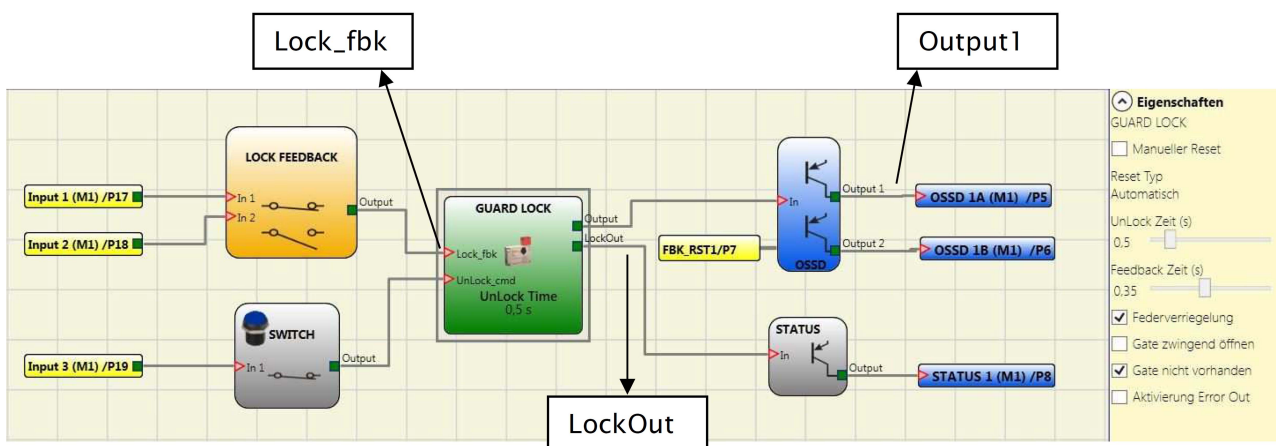 Lock_fbk
Output1
LOCK FEEDBACK
Input 1 (M1) /P17
In 1
Output
Input 2 (M1) /P18
In 2
GUARD LOCK
Output
LockOut
Lock_fbk
UnLock_cmd
UnLock Time
0,5 s
SWITCH
Input 3 (M1) /P19
In 1
Output
In
Output 1
OSSD 1A (M1) /P5
FBK_RST1/P7
Output 2
OSSD 1B (M1) /P6
OSSD
STATUS
In
Output
STATUS 1 (M1) /P8
LockOut
Eigenschaften
GUARD LOCK
Manueller Reset
Reset Typ
Automatisch
UnLock Zeit (s)
0,5
Feedback Zeit (s)
0,35
Federverriegelung
Gate zwingend öffnen
Gate nicht vorhanden
Aktivierung Error Out